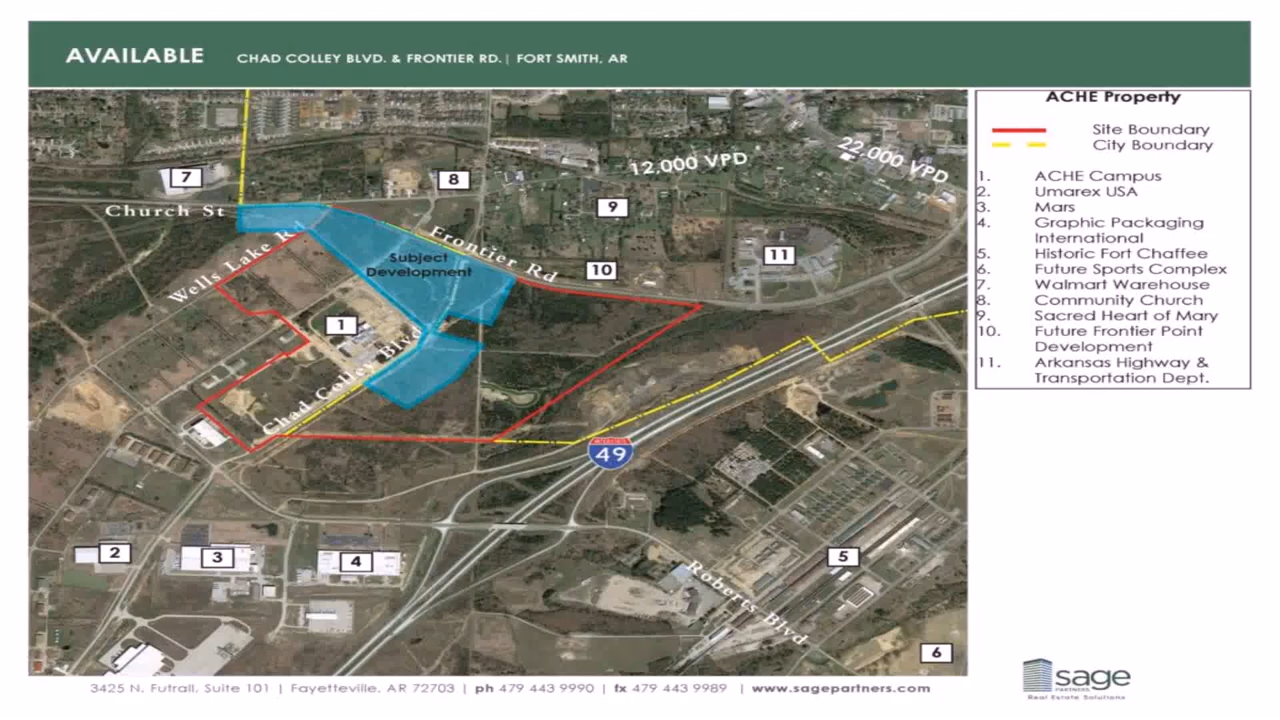 AVAILABLE CHAD COLLEY BLVD. & FRONTIER RD.| FORT SMITH, AR
ACHE Property
Site Boundary
City Boundary
1. ACHE Campus
2. Umarex USA
3. Mars
4. Graphic Packaging
International
5. Historic Fort Chaffee
6. Future Sports Complex
7. Walmart Warehouse
8. Community Church
9. Sacred Heart of Mary
10. Future Frontier Point
Development
11. Arkansas Highway &
Transportation Dept.
12,000 VPD
22,000 VPD
7
8
9
Church St
Wells Lake Rd
Frontier Rd
Subject
Development
10
11
1
Chad Colley Blvd
INTERSTATE
49
2
3
4
5
Roberts Blvd
6
3425 N. Futrall, Suite 101 | Fayetteville, AR 72703 | ph 479 443 9990 | fx 479 443 9989 | www.sagepartners.com
sage
PARTNERS
Real Estate Solutions